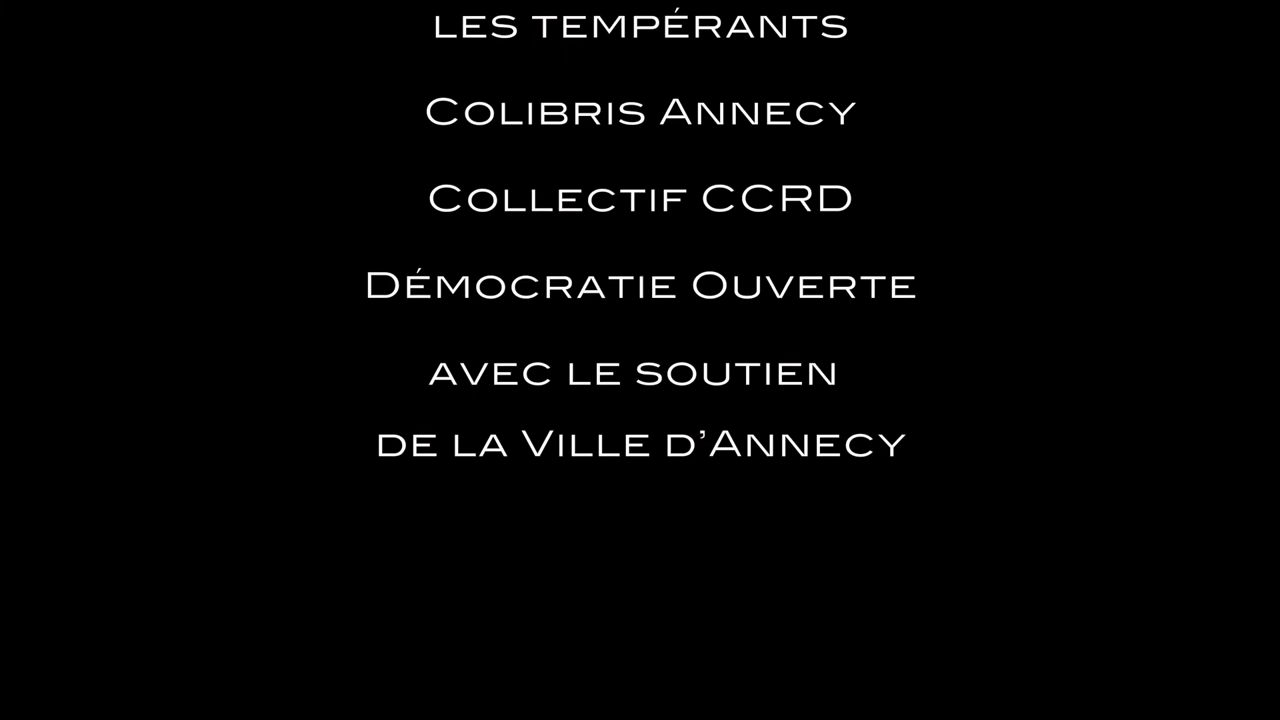 LES TEMPÉRANTS
COLIBRIS ANNECY
COLLECTIF CCRD
DÉMOCRATIE OUVERTE
AVEC LE SOUTIEN
DE LA VILLE D’ANNECY